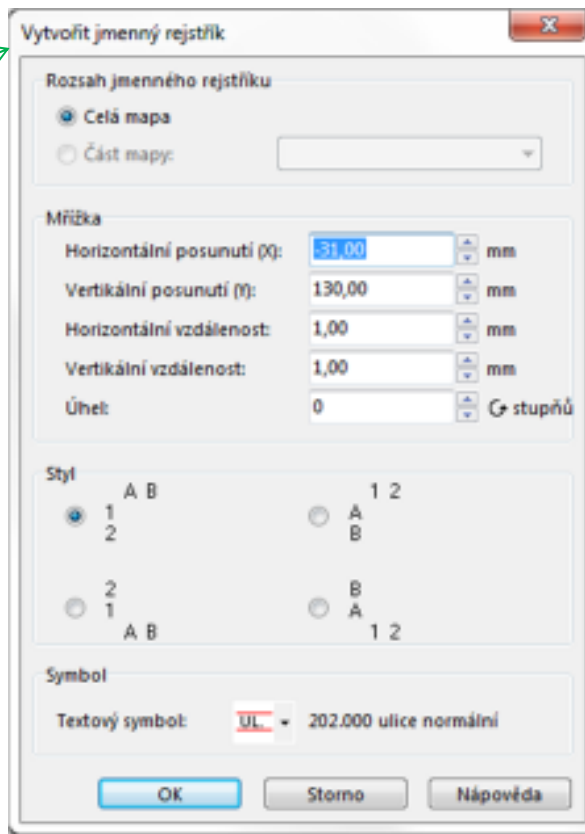 Vytvořit jmenný rejstřík
Rozsah jmenného rejstříku
Celá mapa
Část mapy:
Mřížka
Horizontální posunutí (X): -31,00 mm
Vertikální posunutí (Y): 130,00 mm
Horizontální vzdálenost: 1,00 mm
Vertikální vzdálenost: 1,00 mm
Úhel: 0 stupňů
Styl
A B
1
2
1 2
A
B
2
1
A B
B
A
1 2
Symbol
Textový symbol: UL. 202.000 ulice normální
OK Storno Nápověda